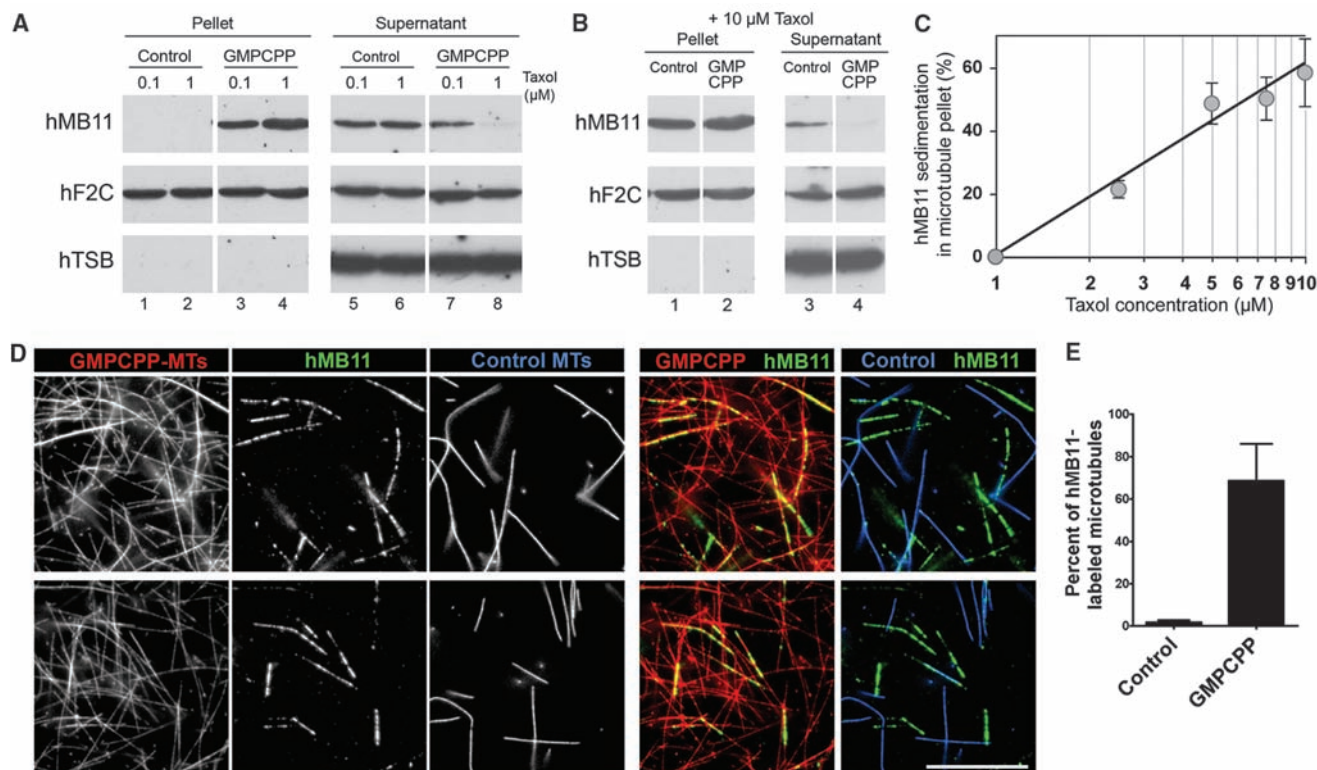 A
Pellet
Supernatant
Control
GMPCPP
Control
GMPCPP
0.1 1 0.1 1 0.1 1 0.1 1 Taxol (µM)
hMB11
hF2C
hTSB
1 2 3 4 5 6 7 8
B
+ 10 µM Taxol
Pellet
Supernatant
Control GMP CPP Control GMP CPP
hMB11
hF2C
hTSB
1 2 3 4
C
hMB11 sedimentation
in microtubule pellet (%)
60
40
20
0
1 2 3 4 5 6 7 8 9 10
Taxol concentration (µM)
D
GMPCPP-MTs
hMB11
Control MTs
GMPCPP hMB11
Control hMB11
E
Percent of hMB11-
labeled microtubules
100
80
60
40
20
0
Control
GMPCPP